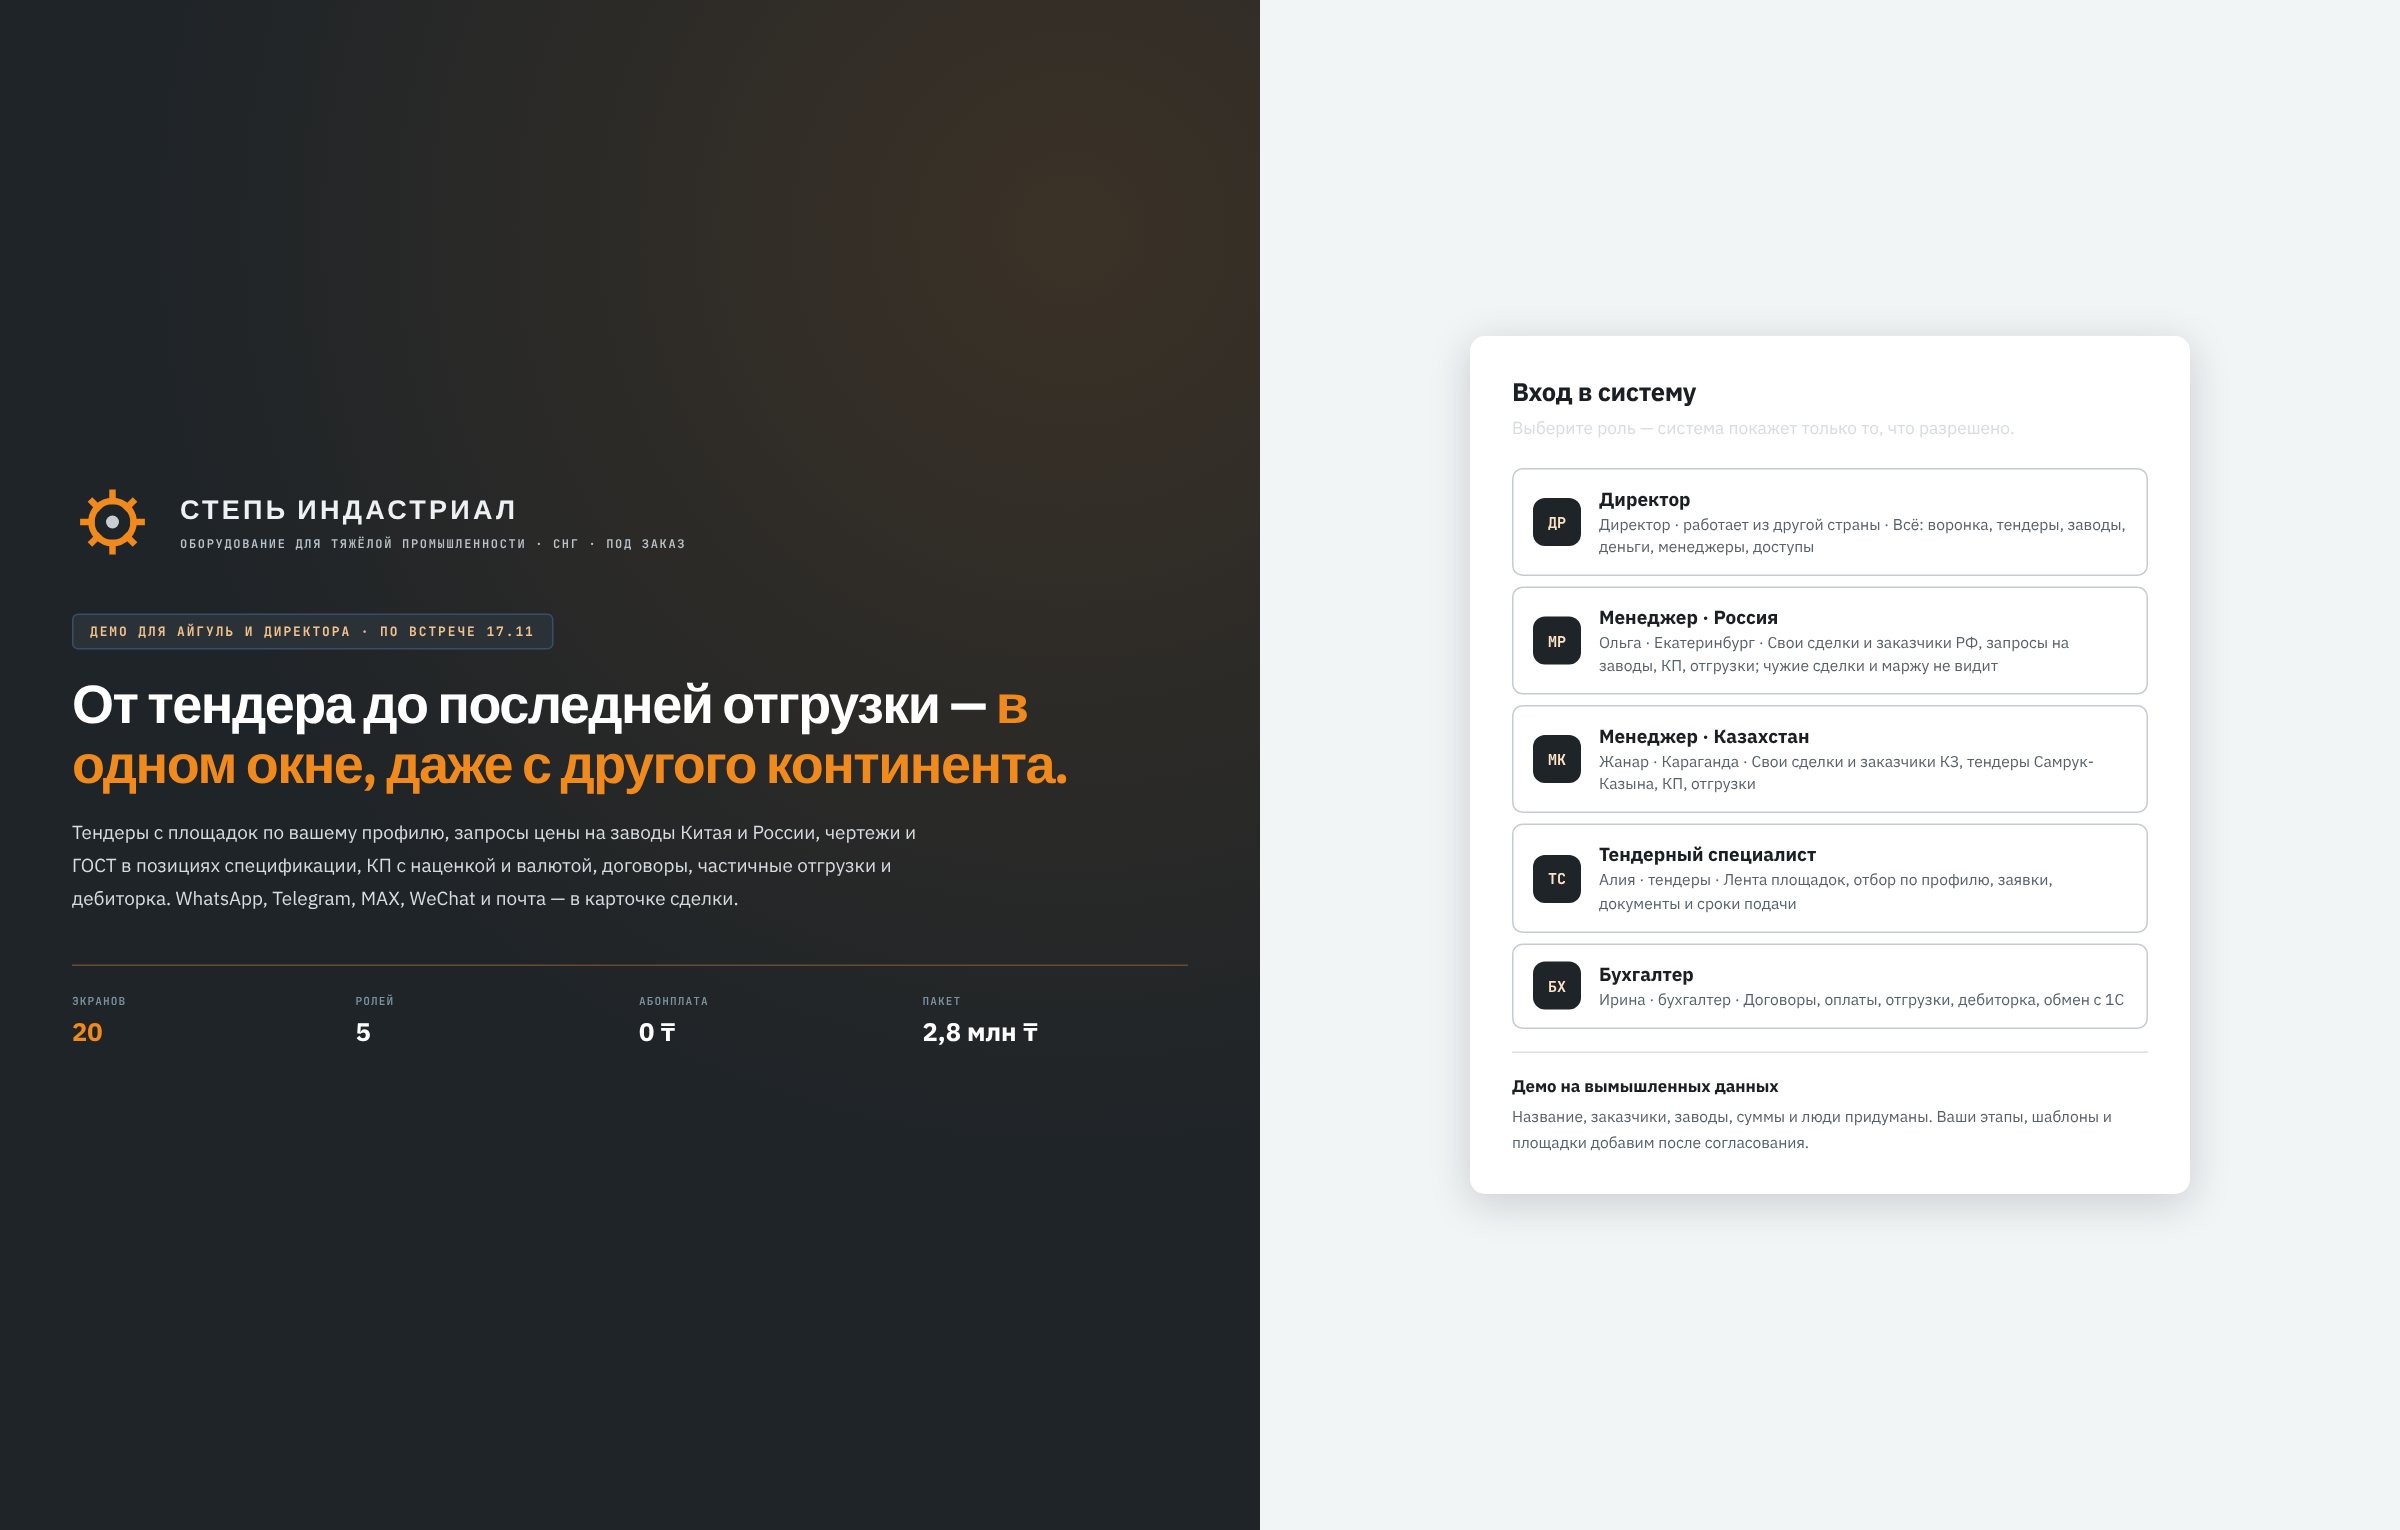 СТЕПЬ ИНДАСТРИАЛ
ОБОРУДОВАНИЕ ДЛЯ ТЯЖЁЛОЙ ПРОМЫШЛЕННОСТИ · СНГ · ПОД ЗАКАЗ
ДЕМО ДЛЯ АЙГУЛЬ И ДИРЕКТОРА · ПО ВСТРЕЧЕ 17.11
От тендера до последней отгрузки — в
одном окне, даже с другого континента.
Тендеры с площадок по вашему профилю, запросы цены на заводы Китая и России, чертежи и
ГОСТ в позициях спецификации, КП с наценкой и валютой, договоры, частичные отгрузки и
дебиторка. WhatsApp, Telegram, MAX, WeChat и почта — в карточке сделки.
ЭКРАНОВ
20
РОЛЕЙ
5
АБОНПЛАТА
0 ₸
ПАКЕТ
2,8 млн ₸
Вход в систему
Выберите роль — система покажет только то, что разрешено.
ДР
Директор
Директор · работает из другой страны · Всё: воронка, тендеры, заводы,
деньги, менеджеры, доступы
МР
Менеджер · Россия
Ольга · Екатеринбург · Свои сделки и заказчики РФ, запросы на
заводы, КП, отгрузки; чужие сделки и маржу не видит
МК
Менеджер · Казахстан
Жанар · Караганда · Свои сделки и заказчики КЗ, тендеры Самрук-
Казына, КП, отгрузки
ТС
Тендерный специалист
Алия · тендеры · Лента площадок, отбор по профилю, заявки,
документы и сроки подачи
БХ
Бухгалтер
Ирина · бухгалтер · Договоры, оплаты, отгрузки, дебиторка, обмен с 1С
Демо на вымышленных данных
Название, заказчики, заводы, суммы и люди придуманы. Ваши этапы, шаблоны и
площадки добавим после согласования.